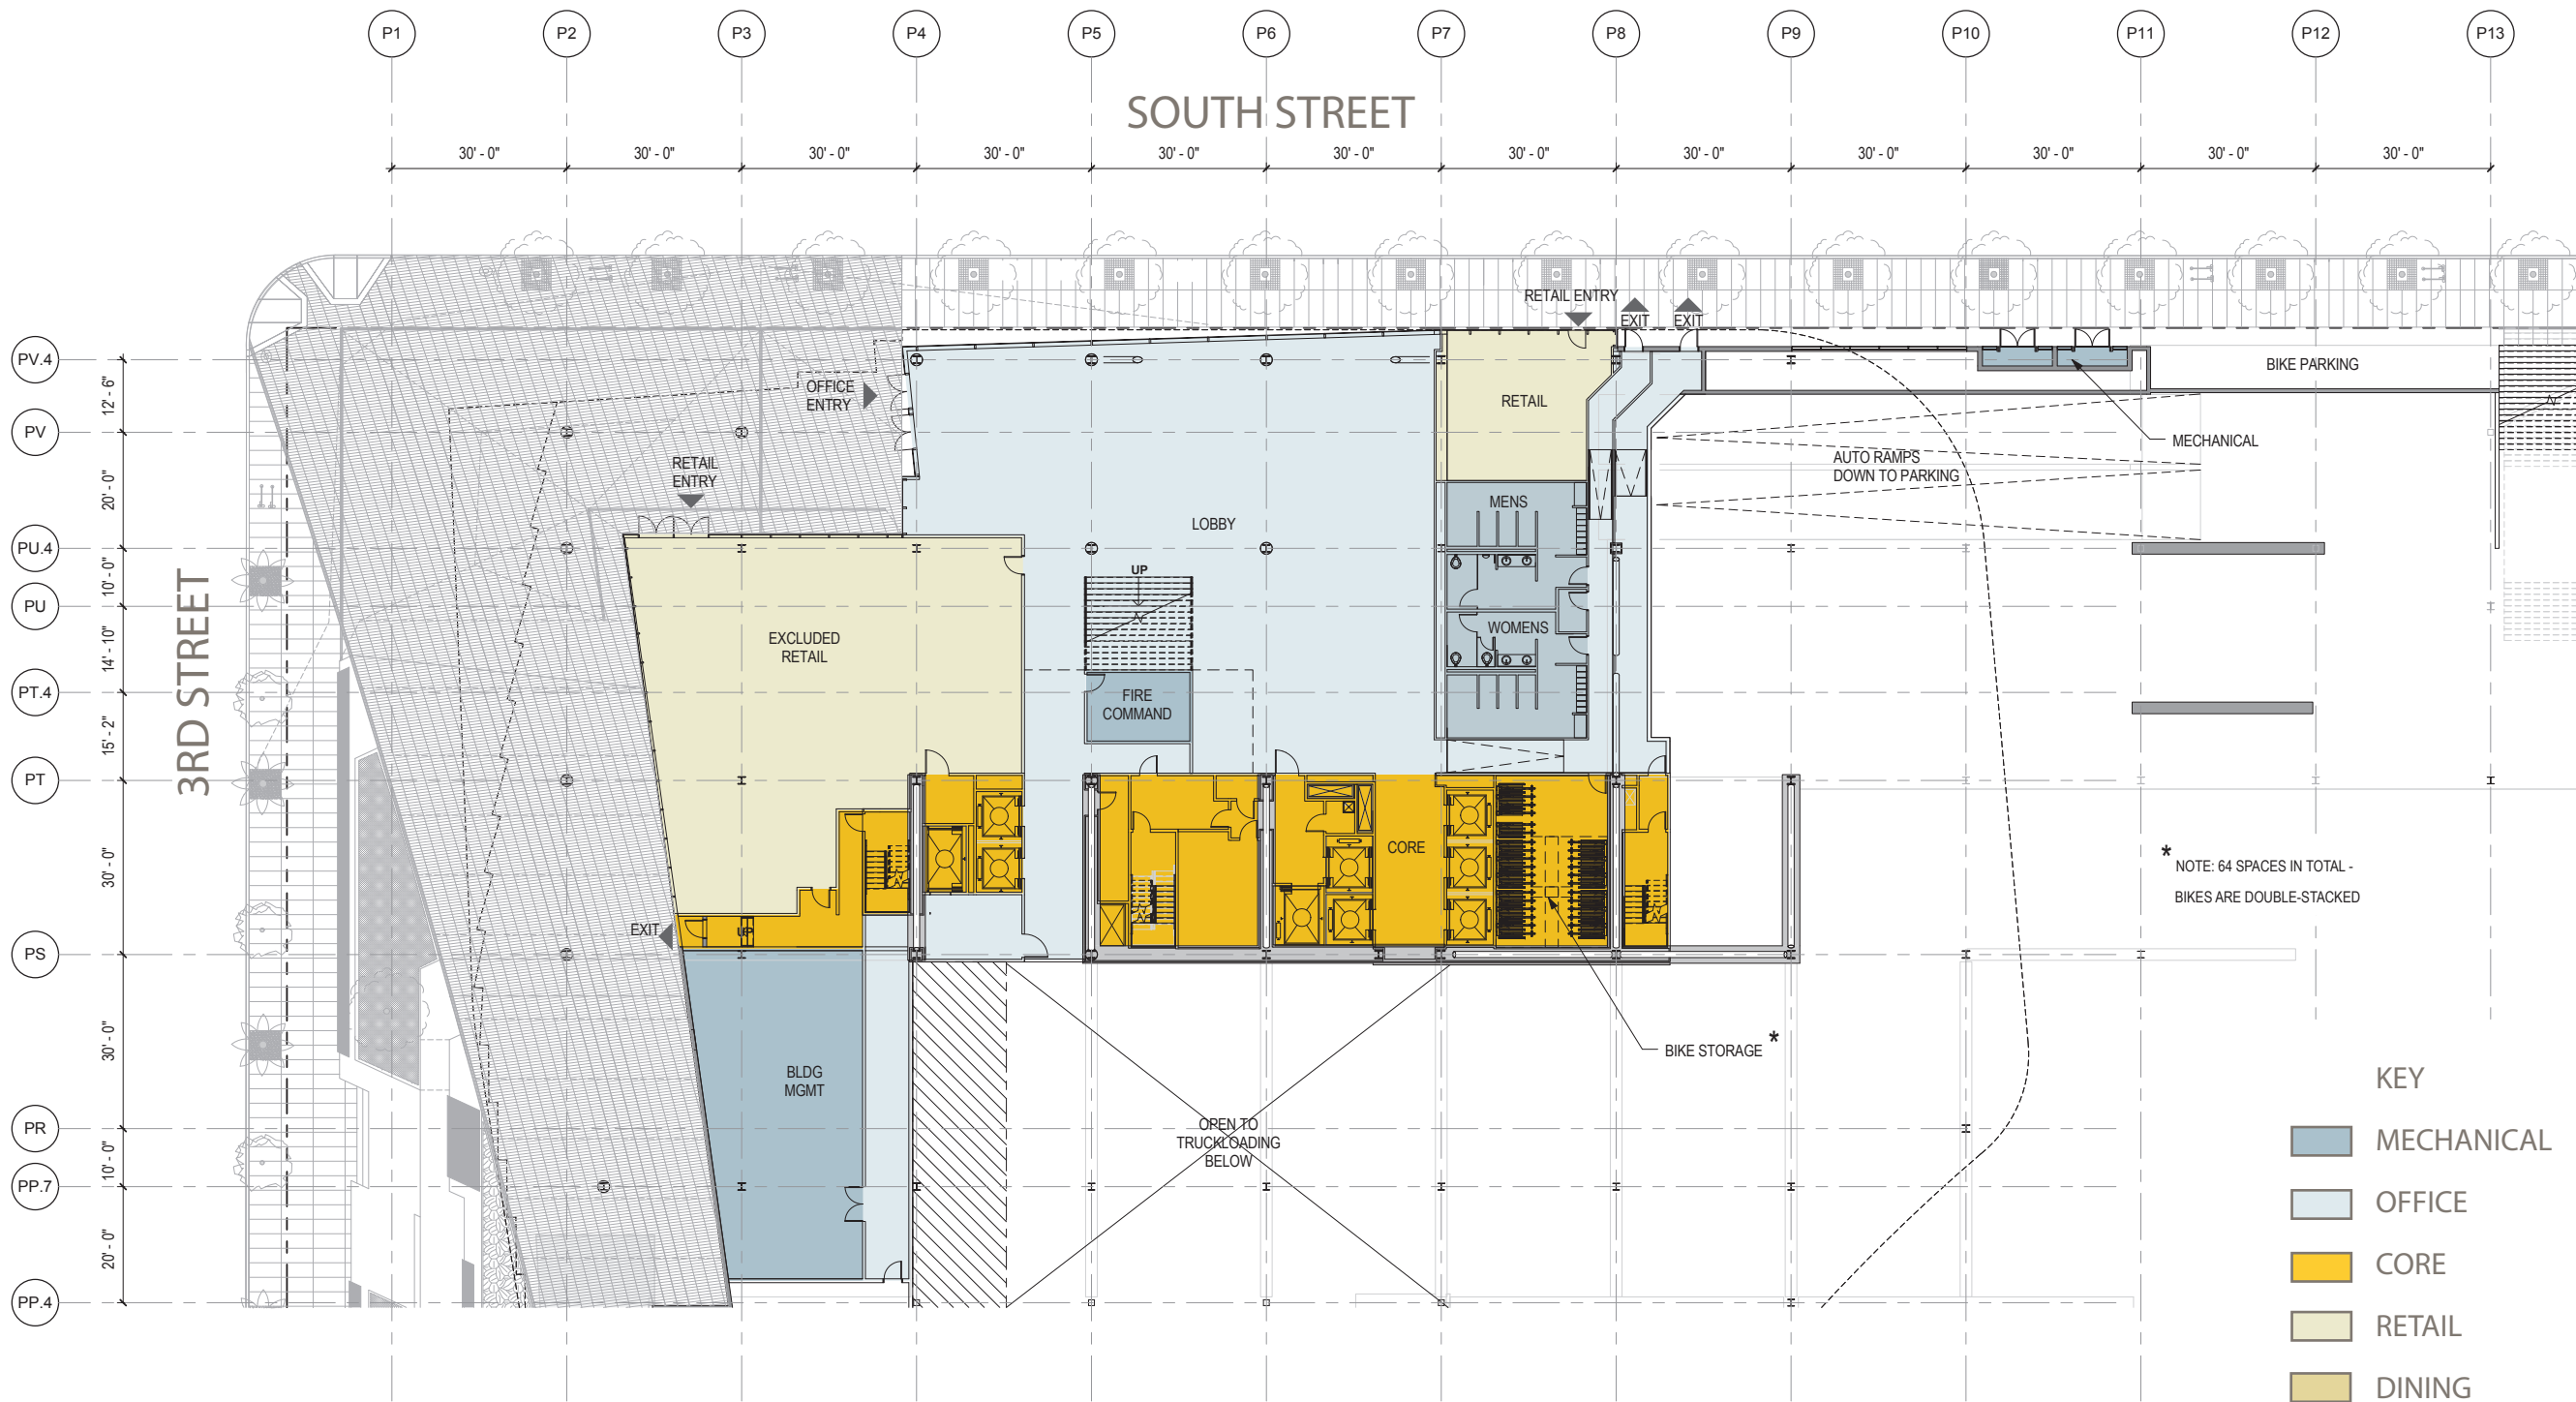 P1 P2 P3 P4 P5 P6 P7 P8 P9 P10 P11 P12 P13
SOUTH STREET
30' - 0" 30' - 0" 30' - 0" 30' - 0" 30' - 0" 30' - 0" 30' - 0" 30' - 0" 30' - 0" 30' - 0" 30' - 0" 30' - 0"
PV.4
12' - 6"
PV
20' - 0"
PU.4
10' - 0"
PU
14' - 10"
PT.4
15' - 2"
PT
30' - 0"
PS
30' - 0"
PR
10' - 0"
PP.7
20' - 0"
PP.4
3RD STREET
RETAIL ENTRY
EXIT
EXIT
OFFICE
ENTRY
RETAIL
BIKE PARKING
MECHANICAL
AUTO RAMPS
DOWN TO PARKING
RETAIL
ENTRY
MENS
LOBBY
UP
EXCLUDED
RETAIL
WOMENS
FIRE
COMMAND
CORE
* NOTE: 64 SPACES IN TOTAL -
BIKES ARE DOUBLE-STACKED
EXIT
UP
BIKE STORAGE *
BLDG
MGMT
OPEN TO
TRUCKLOADING
BELOW
KEY
MECHANICAL
OFFICE
CORE
RETAIL
DINING